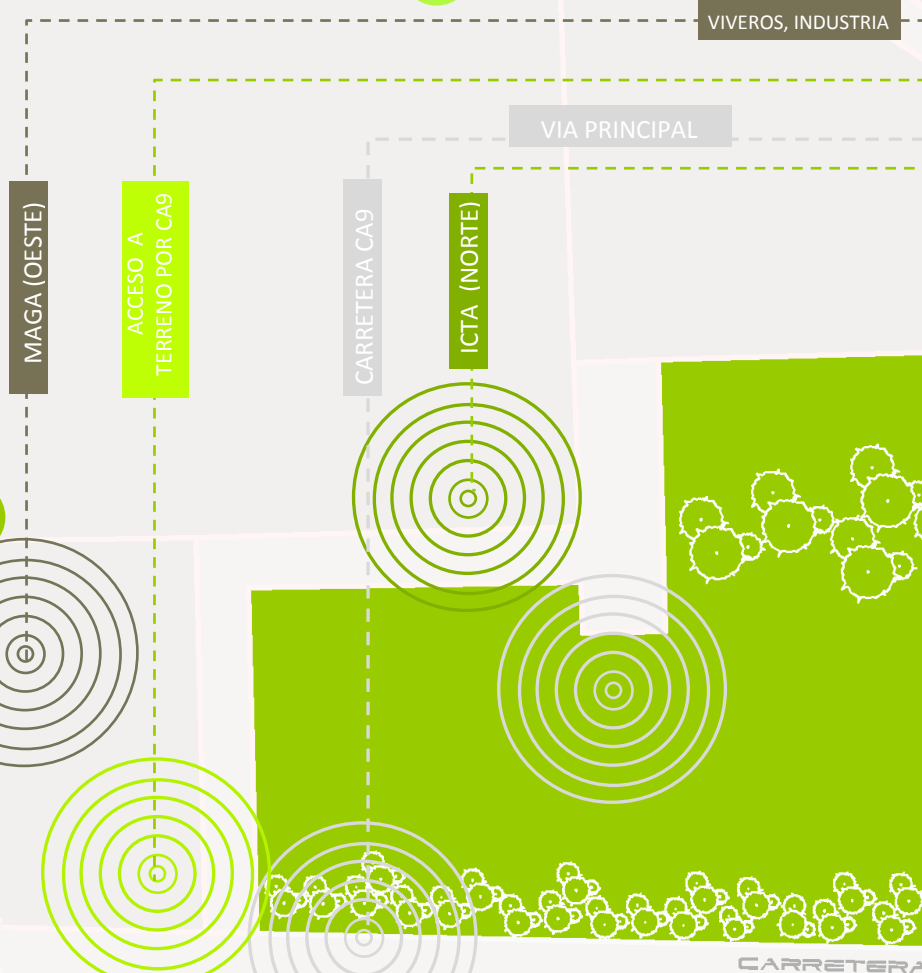 VIVEROS, INDUSTRIA
VIA PRINCIPAL
MAGA (OESTE)
ACCESO A
TERRENO POR CA9
CARRETERA CA9
ICTA (NORTE)
CARRETERA